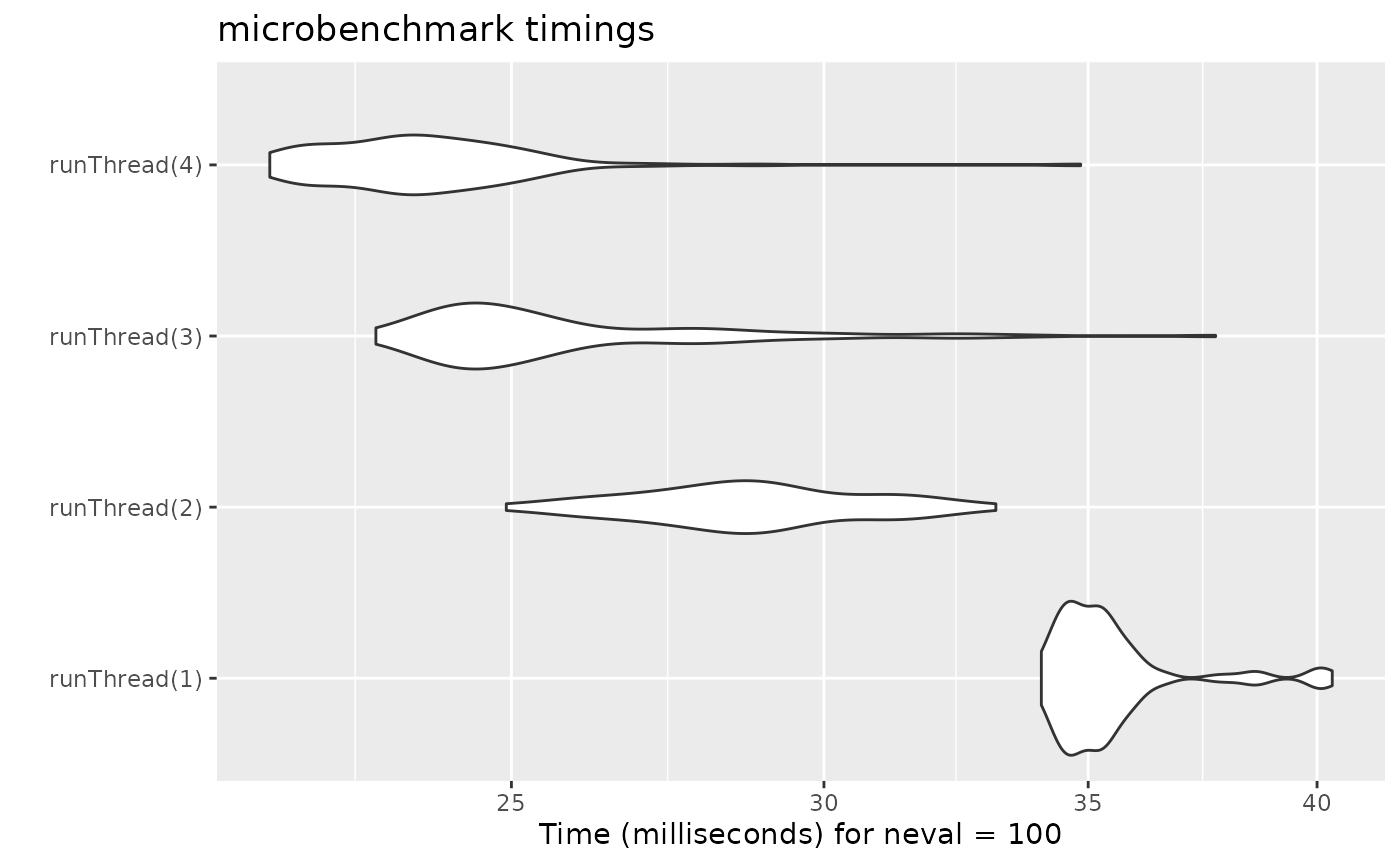 microbenchmark timings
runThread(4)
runThread(3)
runThread(2)
runThread(1)
25 30 35 40
Time (milliseconds) for neval = 100